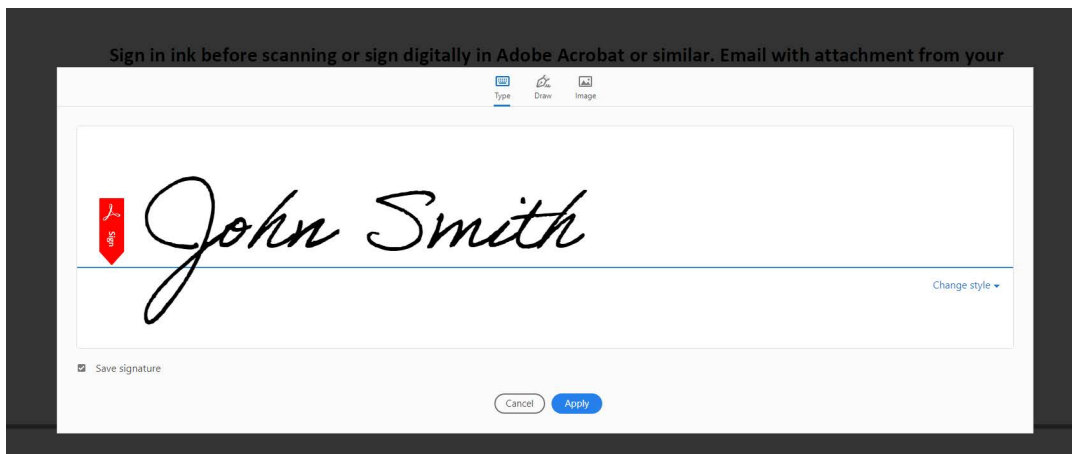 Sign in ink before scanning or sign digitally in Adobe Acrobat or similar. Email with attachment from your
Type Draw Image
Sign
John Smith
Change style
Save signature
Cancel Apply